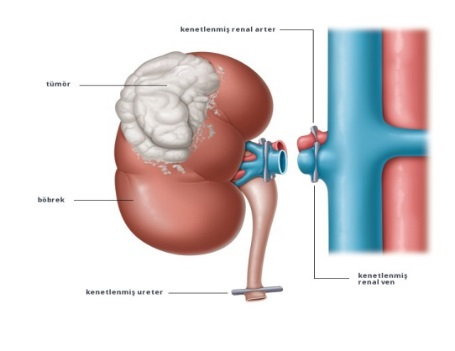 kenetlenmiş renal arter
tümör
böbrek
kenetlenmiş
renal ven
kenetlenmiş ureter